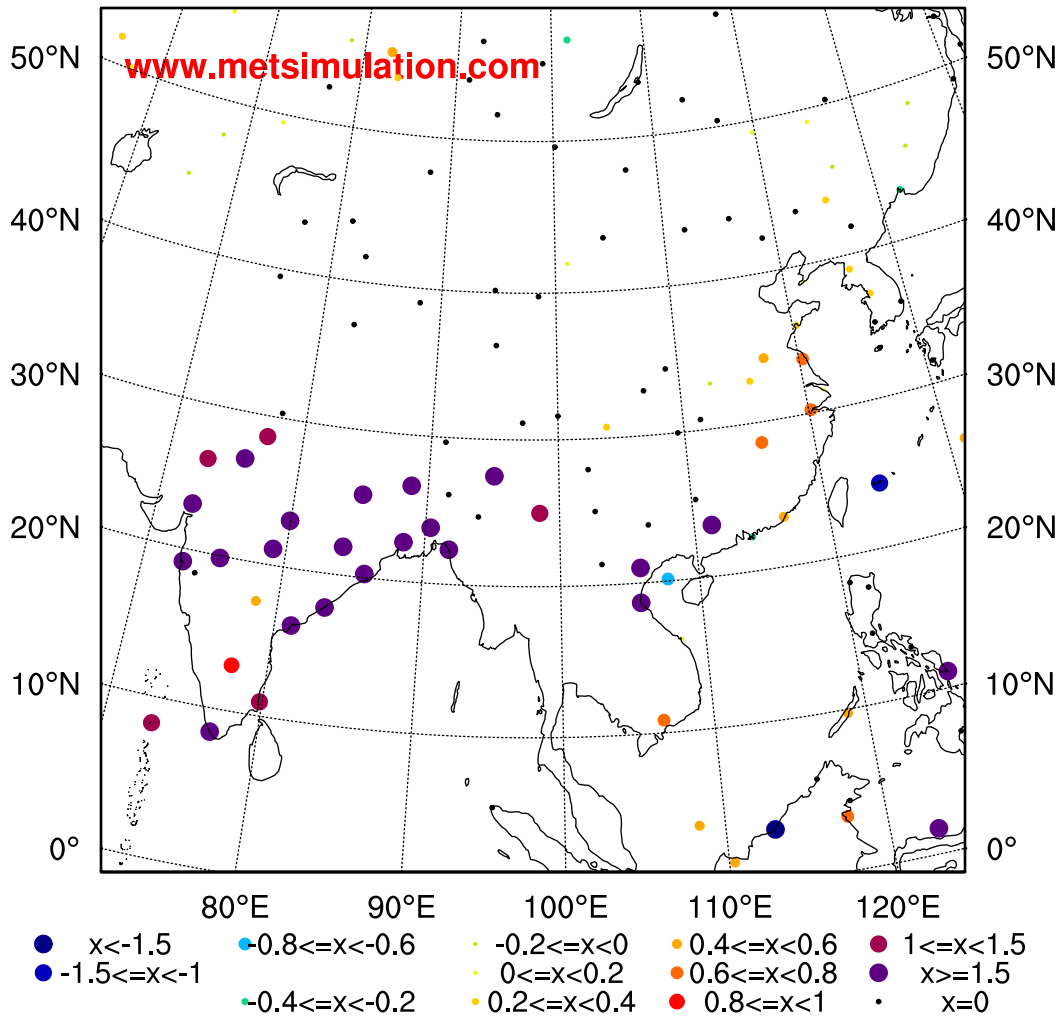 www.metsimulation.com
50°N 50°N
40°N 40°N
30°N 30°N
20°N 20°N
10°N 10°N
0° 0°
80°E 90°E 100°E 110°E 120°E
x<-1.5 -0.8<=x<-0.6 -0.2<=x<0 0.4<=x<0.6 1<=x<1.5
-1.5<=x<-1 0<=x<0.2 0.6<=x<0.8 x>=1.5
-0.4<=x<-0.2 0.2<=x<0.4 0.8<=x<1 x=0